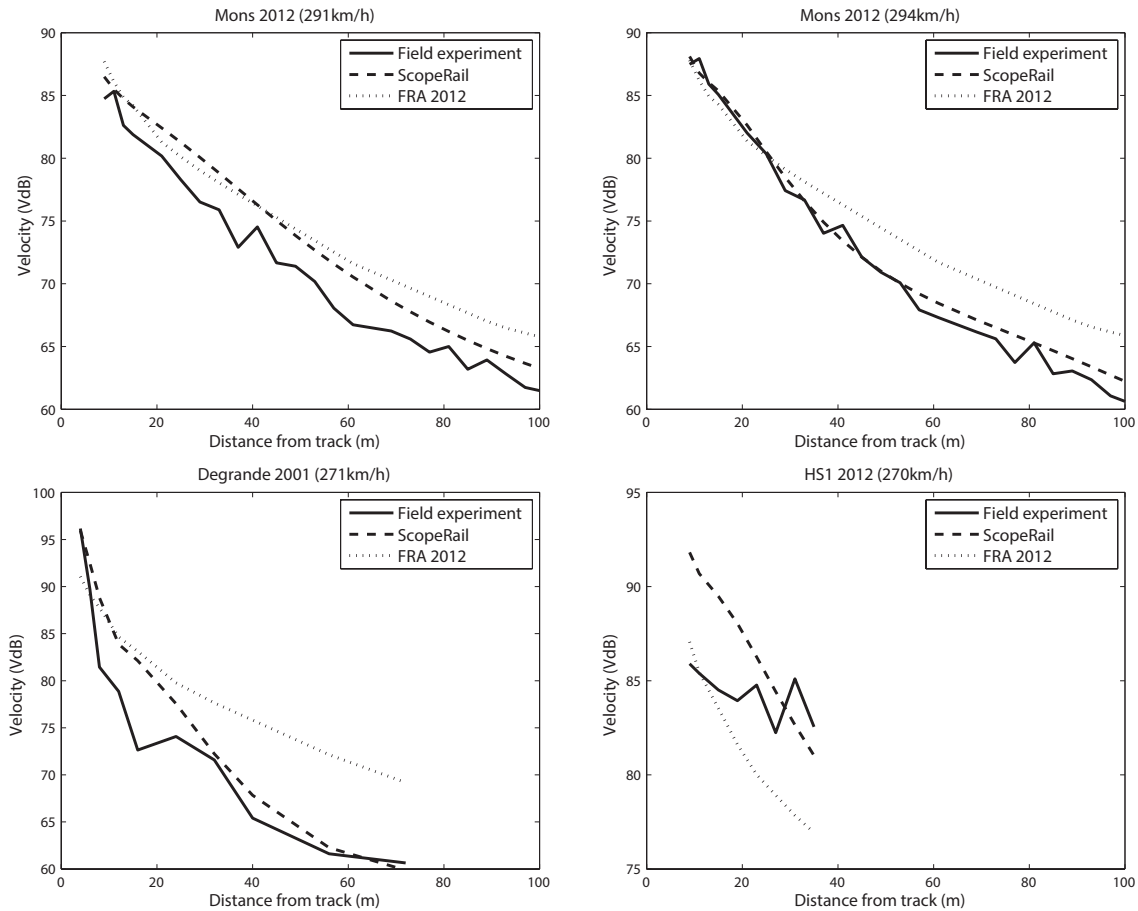 Mons 2012 (291km/h)
90
85
80
75
70
65
60
0
20
40
60
80
100
Velocity (VdB)
Distance from track (m)
Field experiment
ScopeRail
FRA 2012
Mons 2012 (294km/h)
90
85
80
75
70
65
60
0
20
40
60
80
100
Velocity (VdB)
Distance from track (m)
Field experiment
ScopeRail
FRA 2012
Degrande 2001 (271km/h)
100
95
90
85
80
75
70
65
60
0
20
40
60
80
100
Velocity (VdB)
Distance from track (m)
Field experiment
ScopeRail
FRA 2012
HS1 2012 (270km/h)
95
90
85
80
75
0
20
40
60
80
100
Velocity (VdB)
Distance from track (m)
Field experiment
ScopeRail
FRA 2012